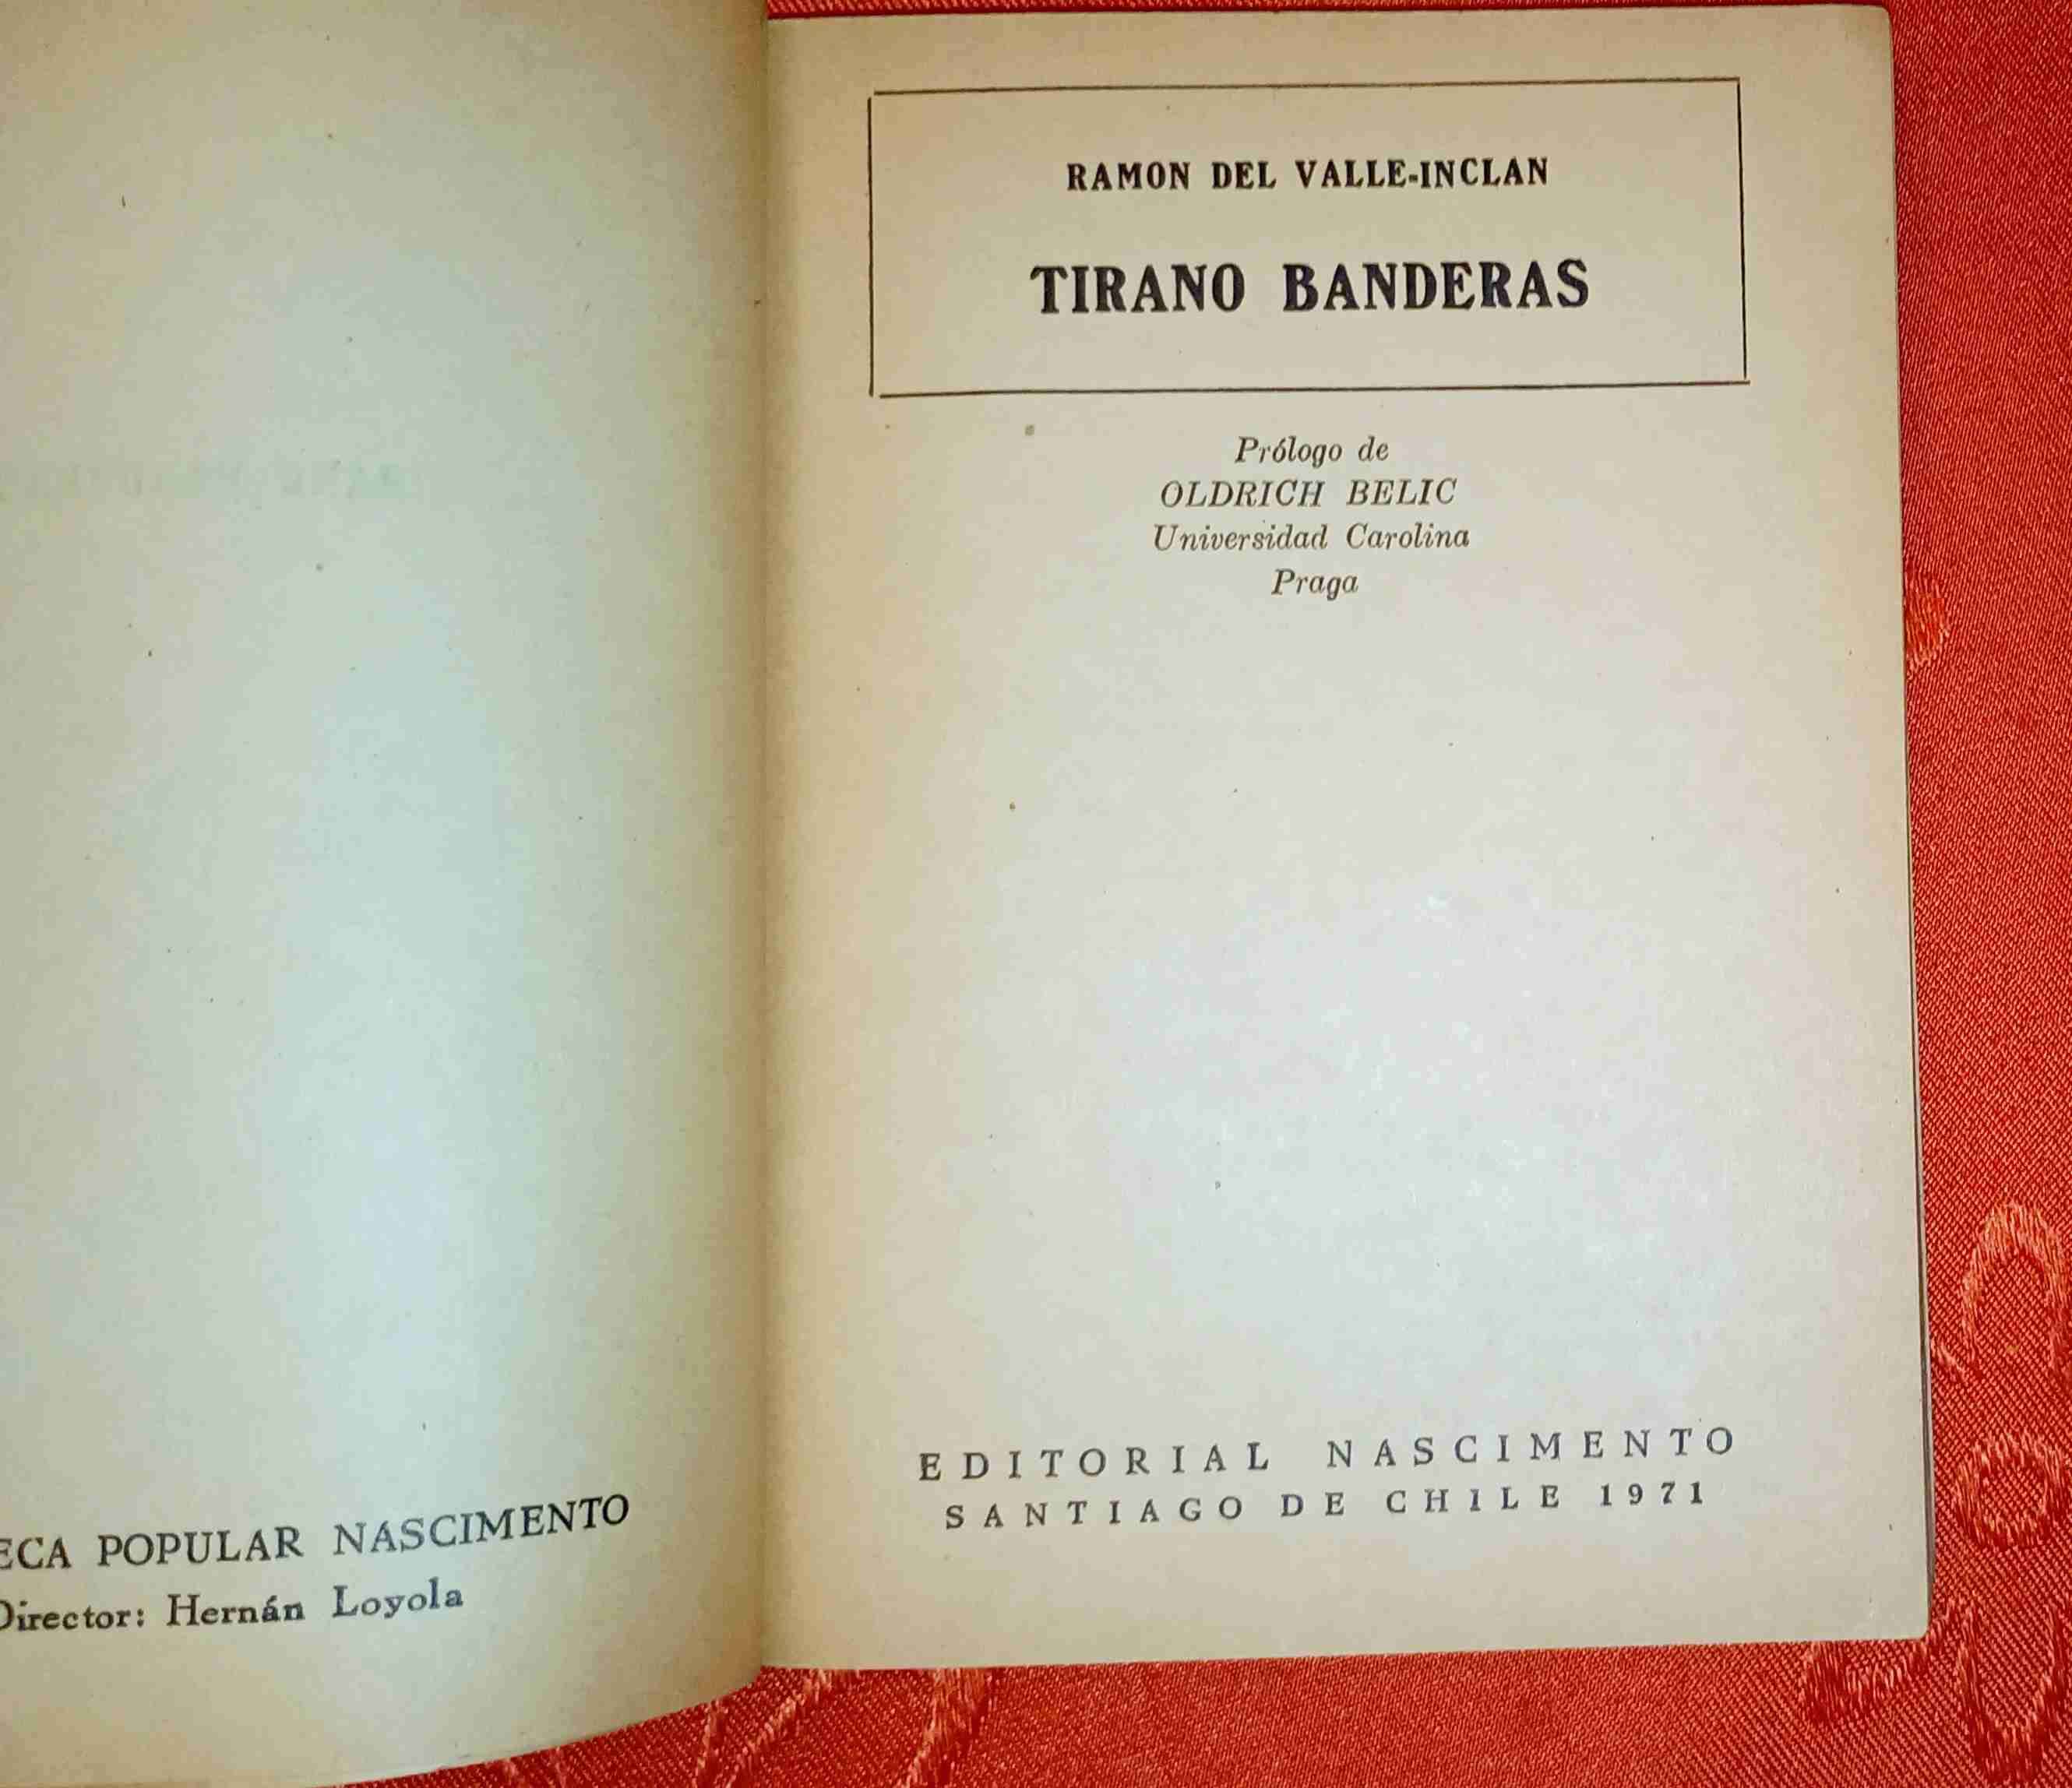 ECA POPULAR NASCIMENTO
Director: Hernán Loyola
RAMON DEL VALLE-INCLAN
TIRANO BANDERAS
Prólogo de
OLDRICH BELIC
Universidad Carolina
Praga
EDITORIAL NASCIMENTO
SANTIAGO DE CHILE 1971